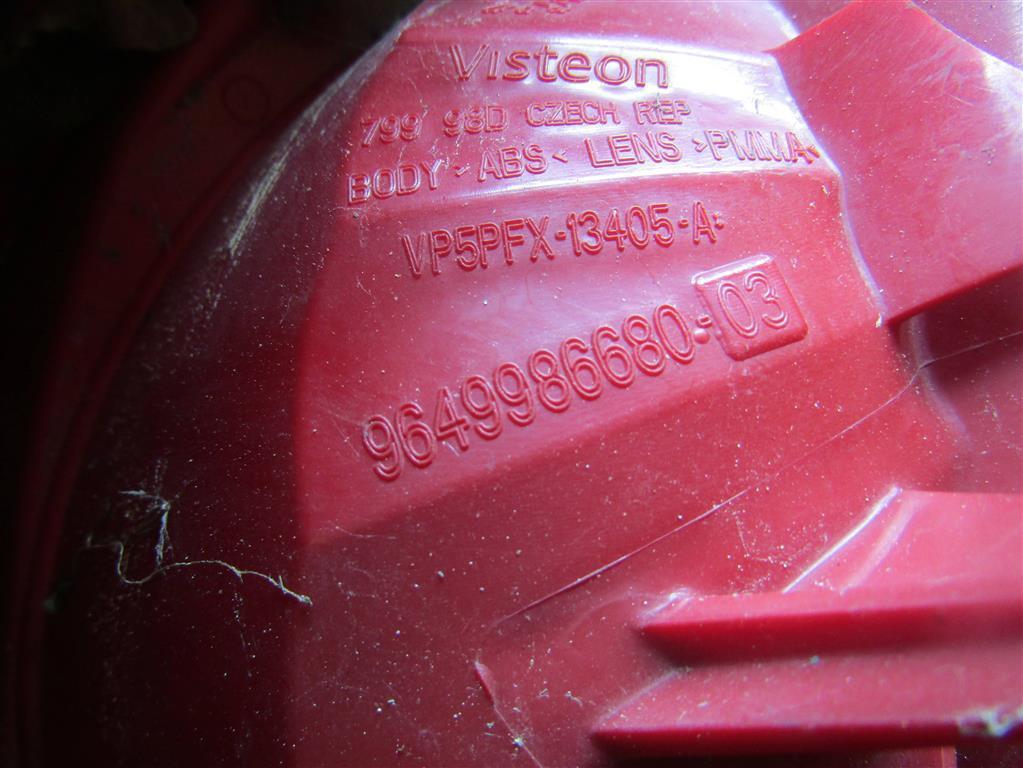 Visteon
799 98D CZECH REP
BODY >ABS< LENS >PMMA<
VP5PFX-13405-A
9649986680-03